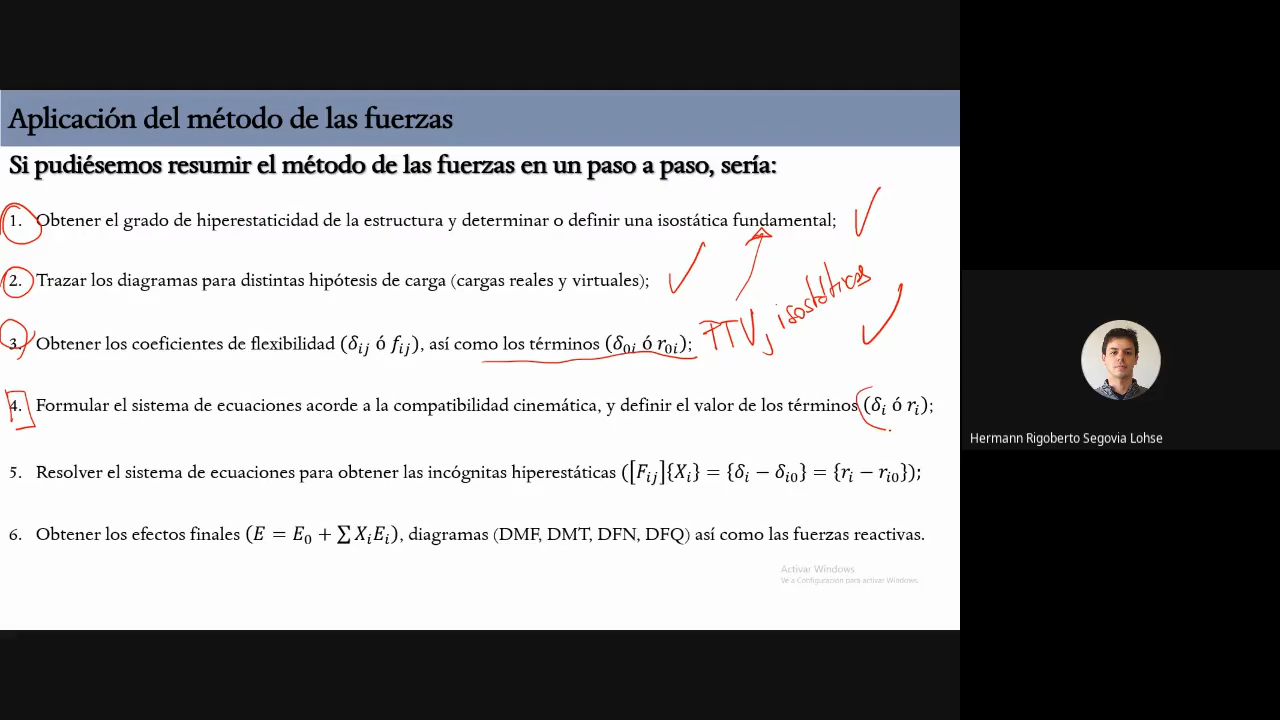 Aplicación del método de las fuerzas
Si pudiésemos resumir el método de las fuerzas en un paso a paso, sería:
1. Obtener el grado de hiperestaticidad de la estructura y determinar o definir una isostática fundamental;
2. Trazar los diagramas para distintas hipótesis de carga (cargas reales y virtuales);
PTV, isostáticas
3. Obtener los coeficientes de flexibilidad (δij ó fij), así como los términos (δ0i ó r0i);
4. Formular el sistema de ecuaciones acorde a la compatibilidad cinemática, y definir el valor de los términos (δi ó ri);
Hermann Rigoberto Segovia Lohse
5. Resolver el sistema de ecuaciones para obtener las incógnitas hiperestáticas ([Fij]{Xi} = {δi − δi0} = {ri − ri0});
6. Obtener los efectos finales (E = E0 + ∑ XiEi), diagramas (DMF, DMT, DFN, DFQ) así como las fuerzas reactivas.
Activar Windows
Ve a Configuración para activar Windows.